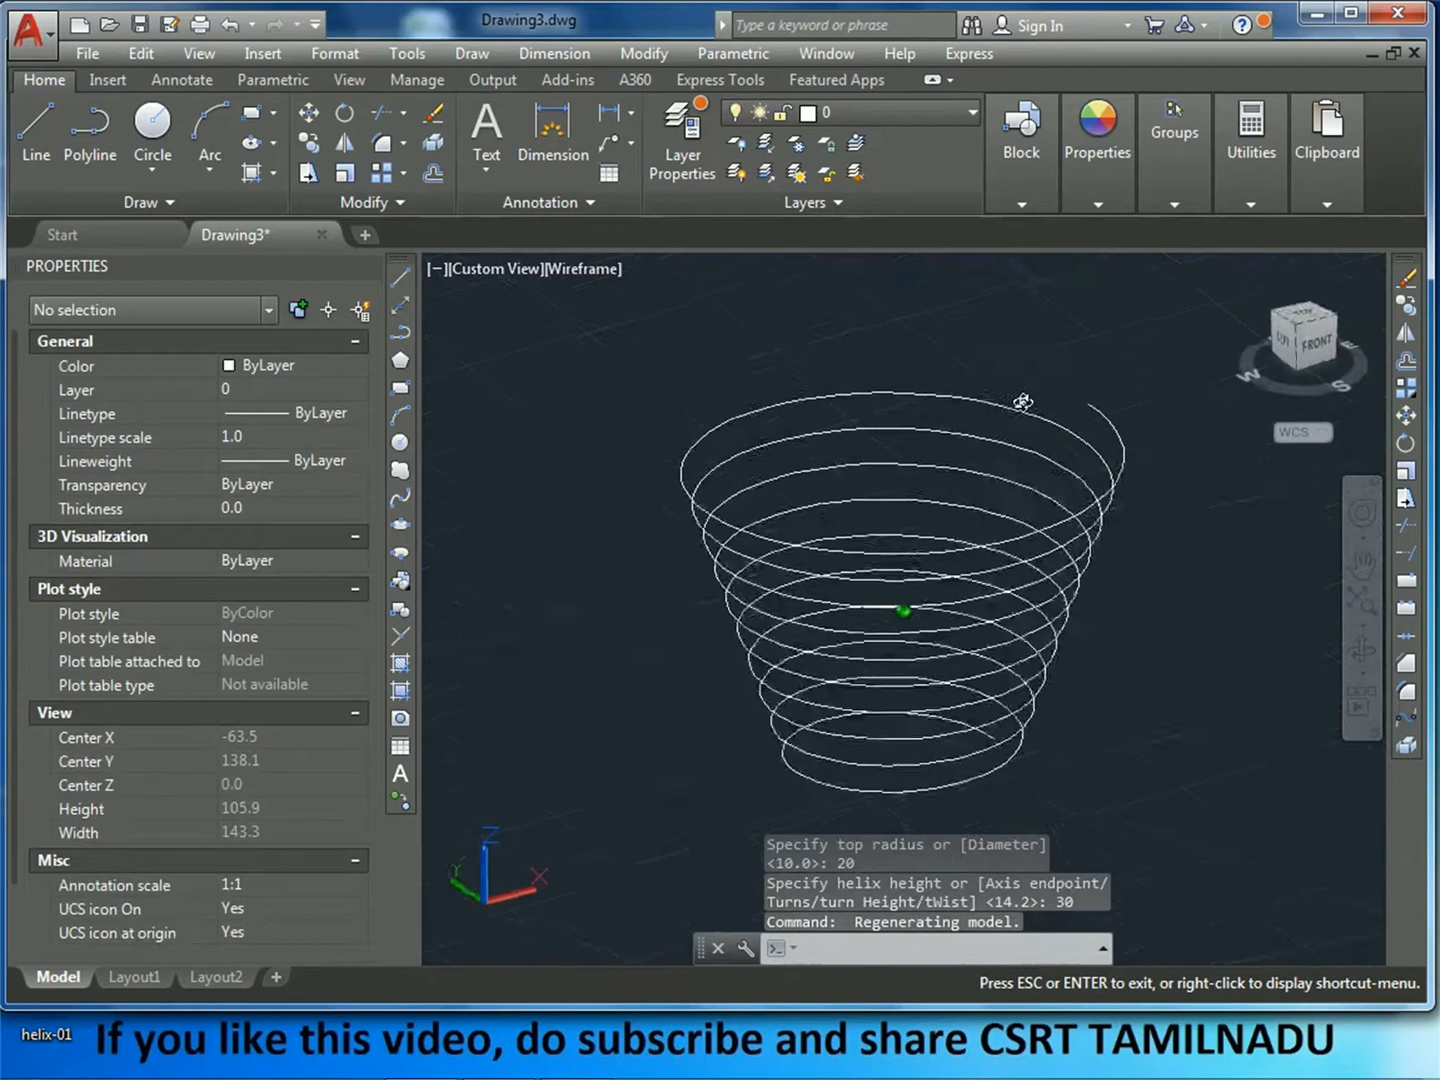 Drawing3.dwg
Type a keyword or phrase
Sign In
File Edit View Insert Format Tools Draw Dimension Modify Parametric Window Help Express
Home Insert Annotate Parametric View Manage Output Add-ins A360 Express Tools Featured Apps
0
Line Polyline Circle Arc
Text Dimension
Layer
Properties
Block Properties Groups Utilities Clipboard
Draw Modify Annotation Layers
Start Drawing3*
PROPERTIES
[−][Custom View][Wireframe]
No selection
General
Color ByLayer
Layer 0
Linetype ByLayer
Linetype scale 1.0
Lineweight ByLayer
Transparency ByLayer
Thickness 0.0
3D Visualization
Material ByLayer
Plot style
Plot style ByColor
Plot style table None
Plot table attached to Model
Plot table type Not available
View
Center X -63.5
Center Y 138.1
Center Z 0.0
Height 105.9
Width 143.3
Misc
Annotation scale 1:1
UCS icon On Yes
UCS icon at origin Yes
TOP
FRONT
W S E
WCS
Z
Y X
A
Specify top radius or [Diameter]
<10.0>: 20
Specify helix height or [Axis endpoint/
Turns/turn Height/tWist] <14.2>: 30
Command: Regenerating model.
Model Layout1 Layout2 +
Press ESC or ENTER to exit, or right-click to display shortcut-menu.
helix-01 If you like this video, do subscribe and share CSRT TAMILNADU